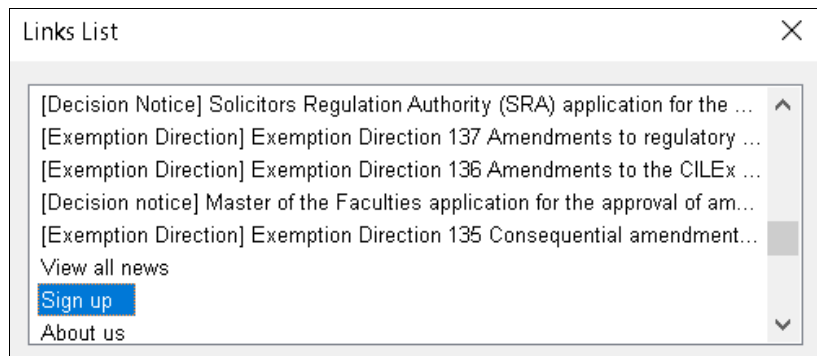 Links List
[Decision Notice] Solicitors Regulation Authority (SRA) application for the ...
[Exemption Direction] Exemption Direction 137 Amendments to regulatory ...
[Exemption Direction] Exemption Direction 136 Amendments to the CILEx ...
[Decision notice] Master of the Faculties application for the approval of am...
[Exemption Direction] Exemption Direction 135 Consequential amendment...
View all news
Sign up
About us